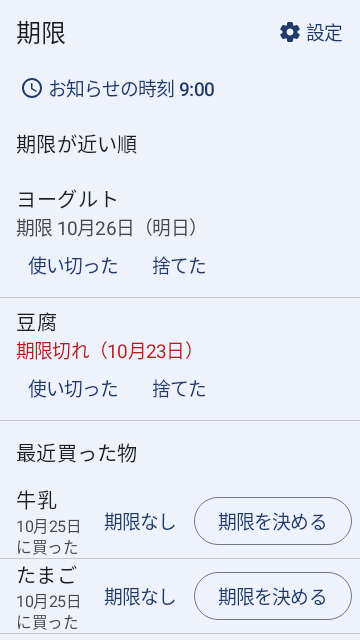 期限
設定
お知らせの時刻 9:00
期限が近い順
ヨーグルト
期限 10月26日（明日）
使い切った 捨てた
豆腐
期限切れ（10月23日）
使い切った 捨てた
最近買った物
牛乳
10月25日
に買った
期限なし
期限を決める
たまご
10月25日
に買った
期限なし
期限を決める